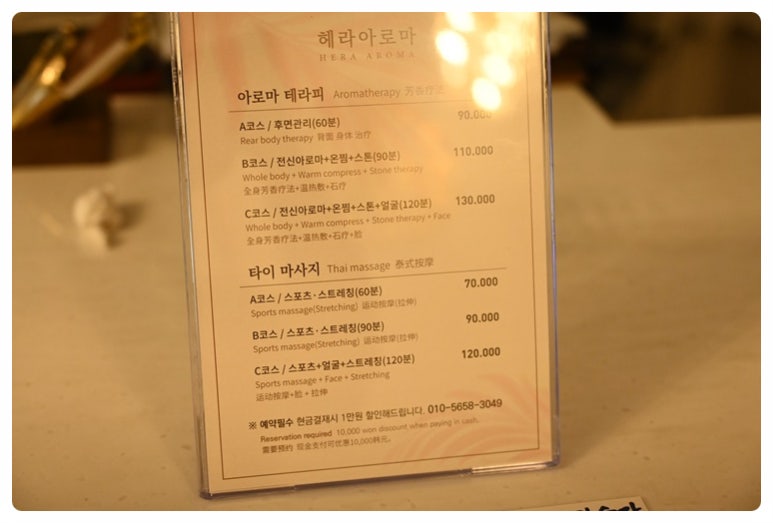 헤라아로마
HERA AROMA
아로마 테라피 Aromatherapy 芳香疗法
A코스 / 후면관리(60분) 90.000
Rear body therapy 背面 身体 治疗
B코스 / 전신아로마+온찜+스톤(90분) 110.000
Whole body + Warm compress + Stone therapy
全身芳香疗法+温热敷+石疗
C코스 / 전신아로마+온찜+스톤+얼굴(120분) 130.000
Whole body + Warm compress + Stone therapy + Face
全身芳香疗法+温热敷+石疗+脸
타이 마사지 Thai massage 泰式按摩
A코스 / 스포츠·스트레칭(60분) 70.000
Sports massage(Stretching) 运动按摩(拉伸)
B코스 / 스포츠·스트레칭(90분) 90.000
Sports massage(Stretching) 运动按摩(拉伸)
C코스 / 스포츠+얼굴+스트레칭(120분) 120.000
Sports massage + Face + Stretching
运动按摩+脸 + 拉伸
※ 예약필수 현금결재시 1만원 할인해드립니다. 010-5658-3049
Reservation required 10,000 won discount when paying in cash.
需要预约 现金支付可优惠10,000韩元。